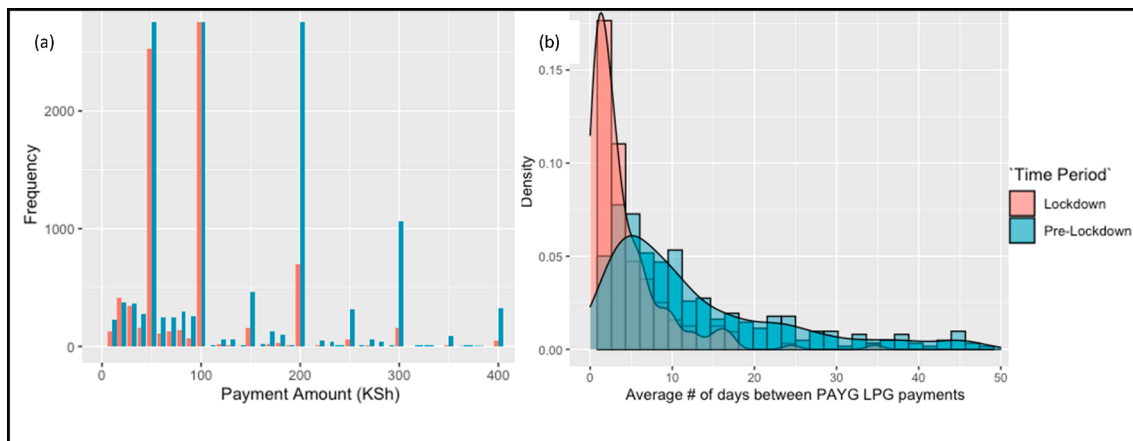 (a)
2000
1000
0
Frequency
0 100 200 300 400
Payment Amount (KSh)
(b)
0.15
0.10
0.05
0.00
Density
0 10 20 30 40 50
Average # of days between PAYG LPG payments
`Time Period`
Lockdown
Pre-Lockdown